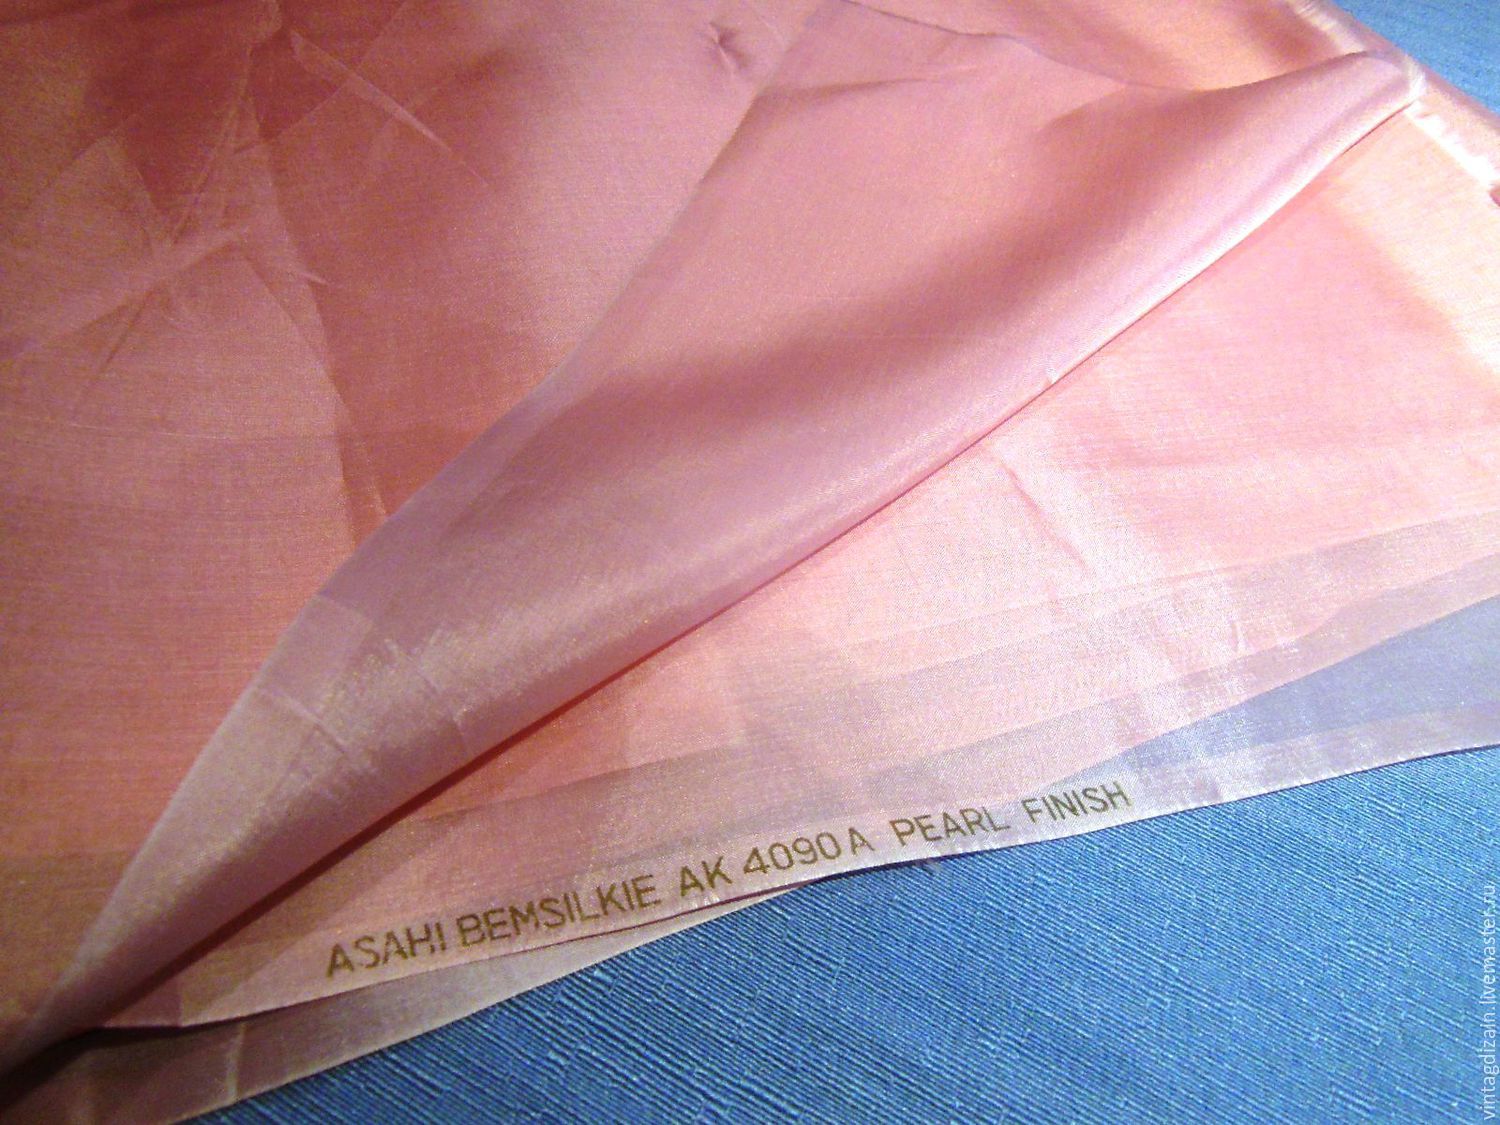 ASAHI BEMSILKIE AK 4090 A PEARL FINISH
vintagdizain.livemaster.ru